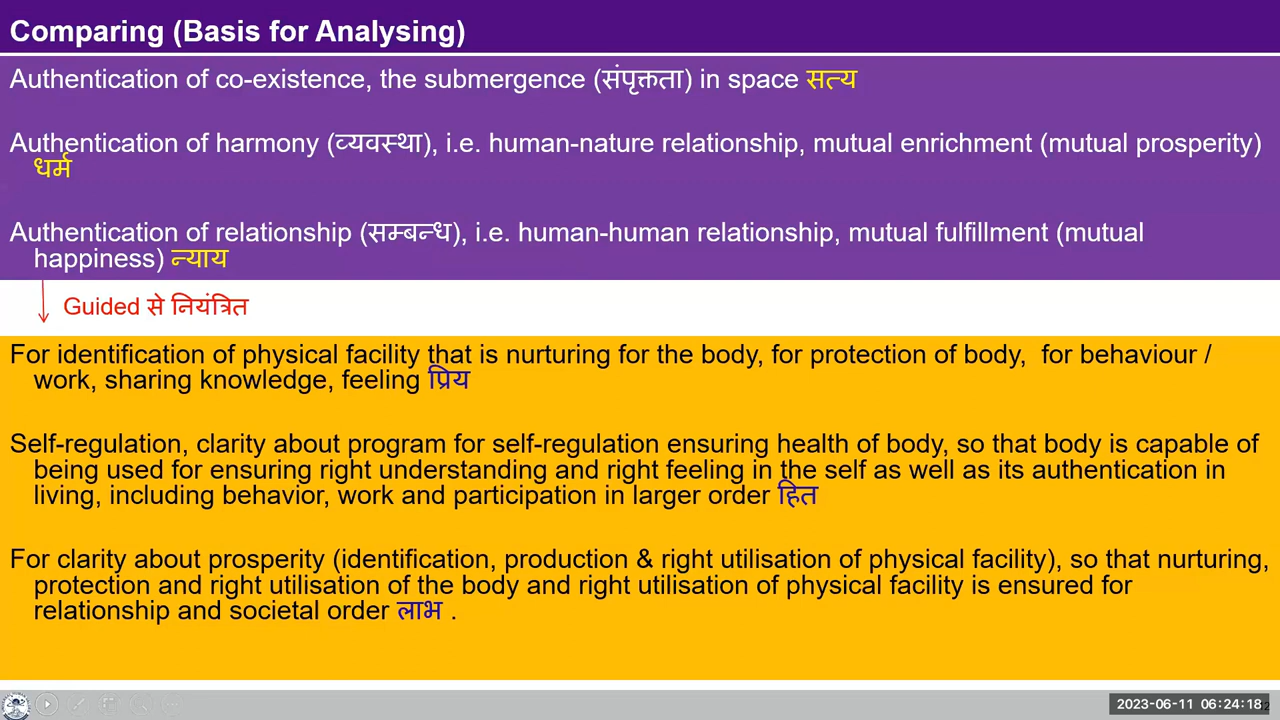 Comparing (Basis for Analysing)
Authentication of co-existence, the submergence (संपृक्तता) in space सत्य
Authentication of harmony (व्यवस्था), i.e. human-nature relationship, mutual enrichment (mutual prosperity)
धर्म
Authentication of relationship (सम्बन्ध), i.e. human-human relationship, mutual fulfillment (mutual
happiness) न्याय
Guided से नियंत्रित
For identification of physical facility that is nurturing for the body, for protection of body, for behaviour /
work, sharing knowledge, feeling प्रिय
Self-regulation, clarity about program for self-regulation ensuring health of body, so that body is capable of
being used for ensuring right understanding and right feeling in the self as well as its authentication in
living, including behavior, work and participation in larger order हित
For clarity about prosperity (identification, production & right utilisation of physical facility), so that nurturing,
protection and right utilisation of the body and right utilisation of physical facility is ensured for
relationship and societal order लाभ .
2023-06-11 06:24:18